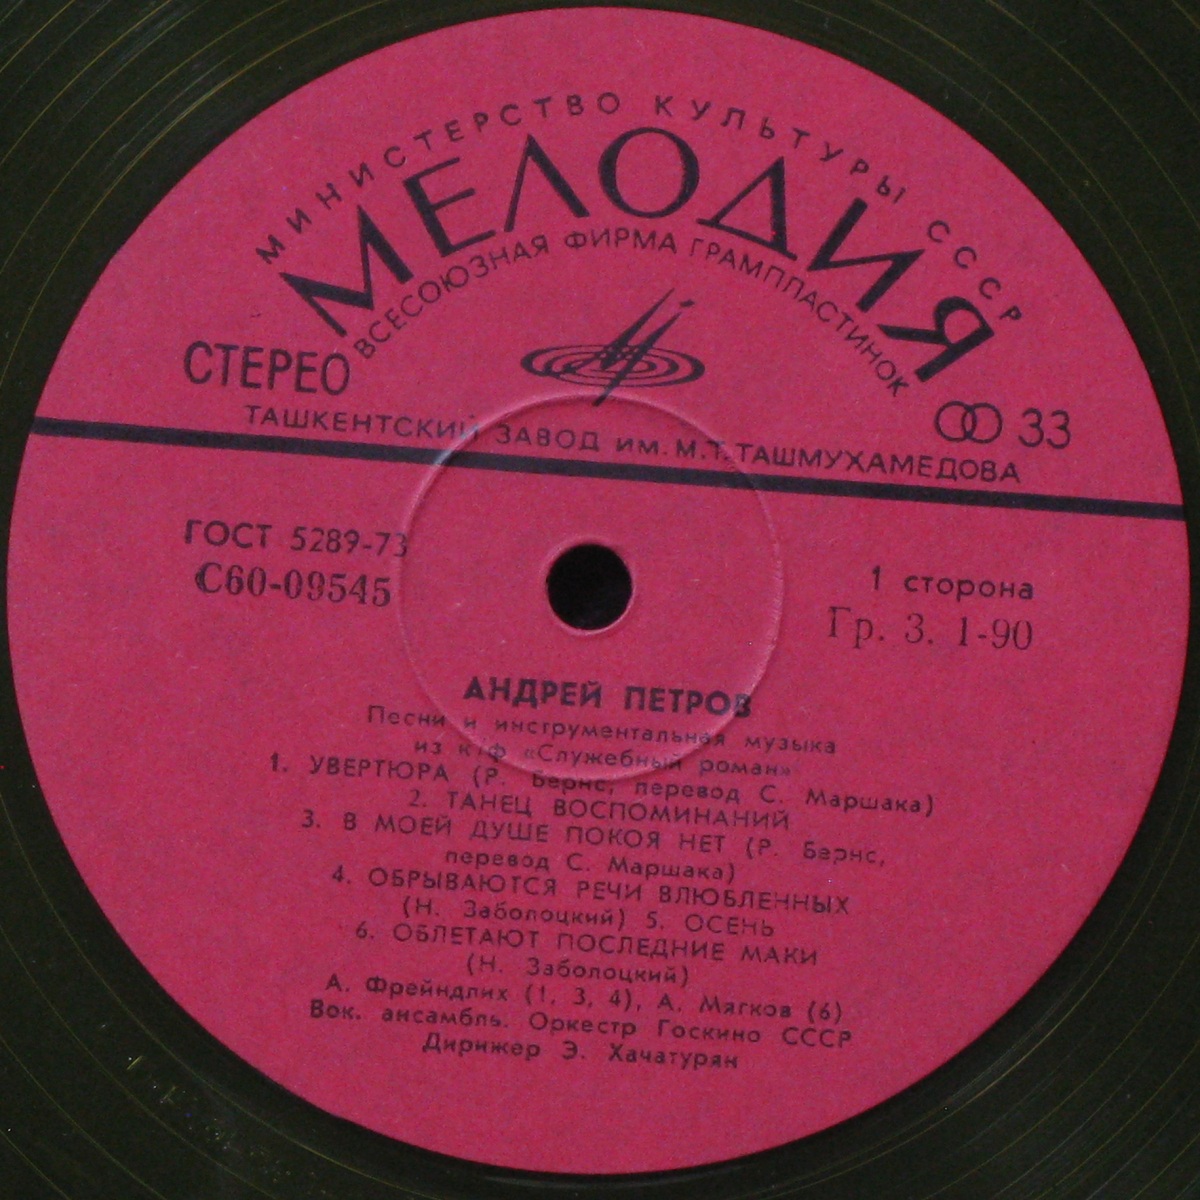 МИНИСТЕРСТВО КУЛЬТУРЫ СССР
МЕЛОДИЯ
ВСЕСОЮЗНАЯ ФИРМА ГРАМПЛАСТИНОК
СТЕРЕО
33
ТАШКЕНТСКИЙ ЗАВОД ИМ. М.Т.ТАШМУХАМЕДОВА
ГОСТ 5289-73
С60-09545
1 сторона
Гр. 3. 1-90
АНДРЕЙ ПЕТРОВ
Песни и инструментальная музыка
из к/ф «Служебный роман»
1. УВЕРТЮРА (Р. Бернс, перевод С. Маршака)
2. ТАНЕЦ ВОСПОМИНАНИЙ
3. В МОЕЙ ДУШЕ ПОКОЯ НЕТ (Р. Бернс,
перевод С. Маршака)
4. ОБРЫВАЮТСЯ РЕЧИ ВЛЮБЛЕННЫХ
(Н. Заболоцкий) 5. ОСЕНЬ
6. ОБЛЕТАЮТ ПОСЛЕДНИЕ МАКИ
(Н. Заболоцкий)
А. Фрейндлих (1, 3, 4), А. Мягков (6)
Вок. ансамбль. Оркестр Госкино СССР
Дирижер Э. Хачатурян